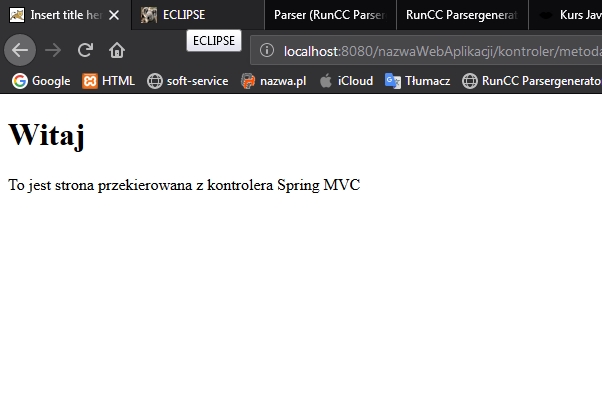 Insert title he
ECLIPSE
Parser (RunCC Parser
RunCC Parsergenerat
Kurs Jav
ECLIPSE
localhost:8080/nazwaWebAplikacji/kontroler/metoda
Google
HTML
soft-service
nazwa.pl
iCloud
Tłumacz
RunCC Parsergenerato
Witaj
To jest strona przekierowana z kontrolera Spring MVC